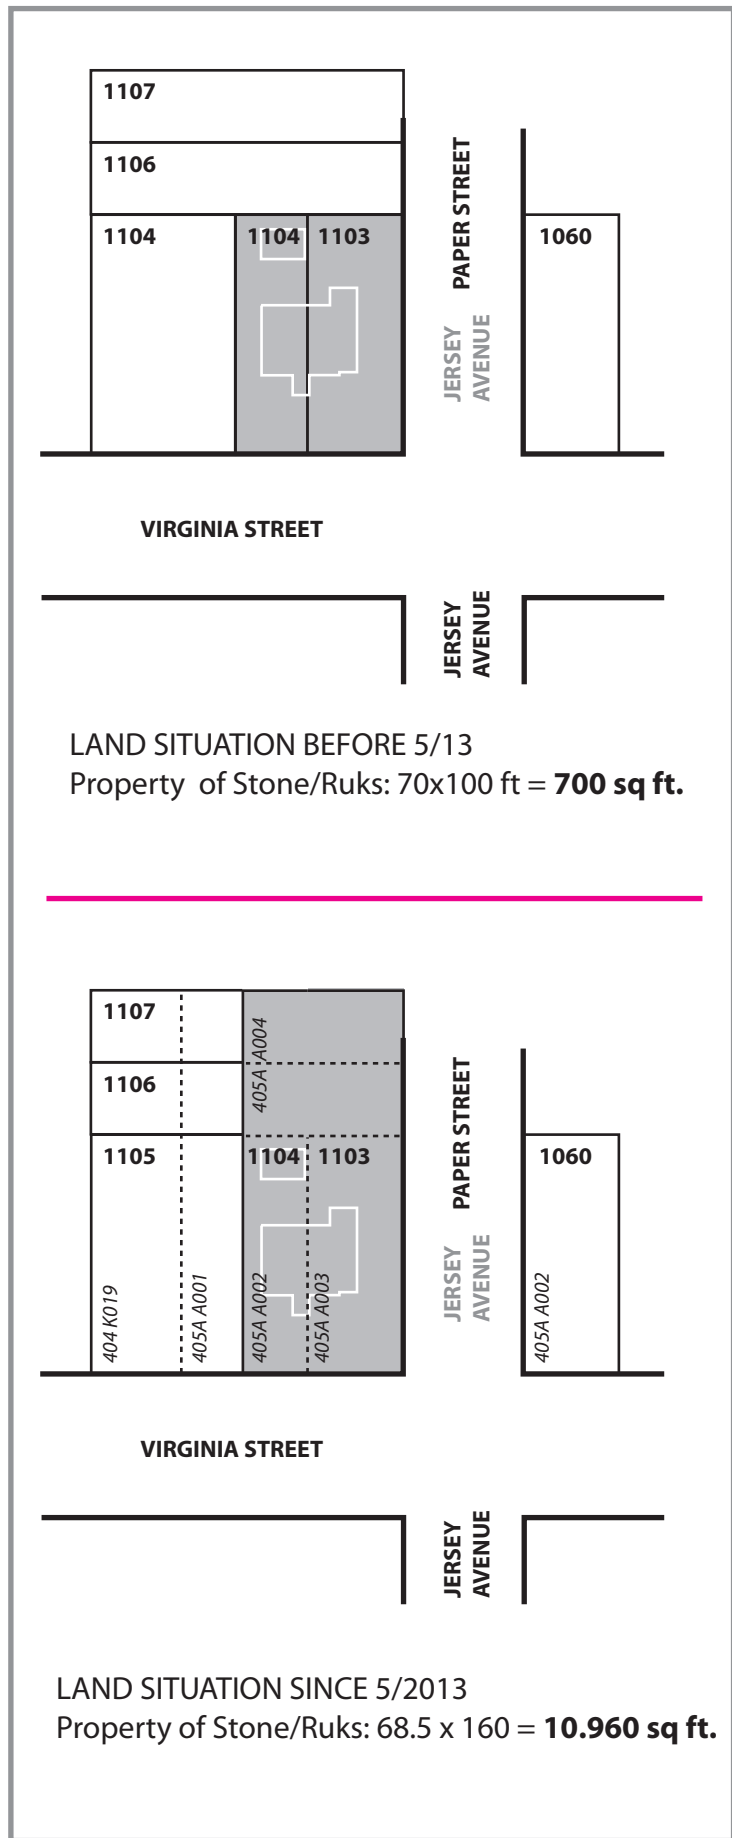 1107
1106
1104
1104
1103
1060
PAPER STREET
JERSEY
AVENUE
VIRGINIA STREET
JERSEY
AVENUE
LAND SITUATION BEFORE 5/13
Property of Stone/Ruks: 70x100 ft = 700 sq ft.
1107
405A A004
1106
1105
1104
1103
1060
PAPER STREET
JERSEY
AVENUE
404 K019
405A A001
405A A002
405A A003
405A A002
VIRGINIA STREET
JERSEY
AVENUE
LAND SITUATION SINCE 5/2013
Property of Stone/Ruks: 68.5 x 160 = 10.960 sq ft.